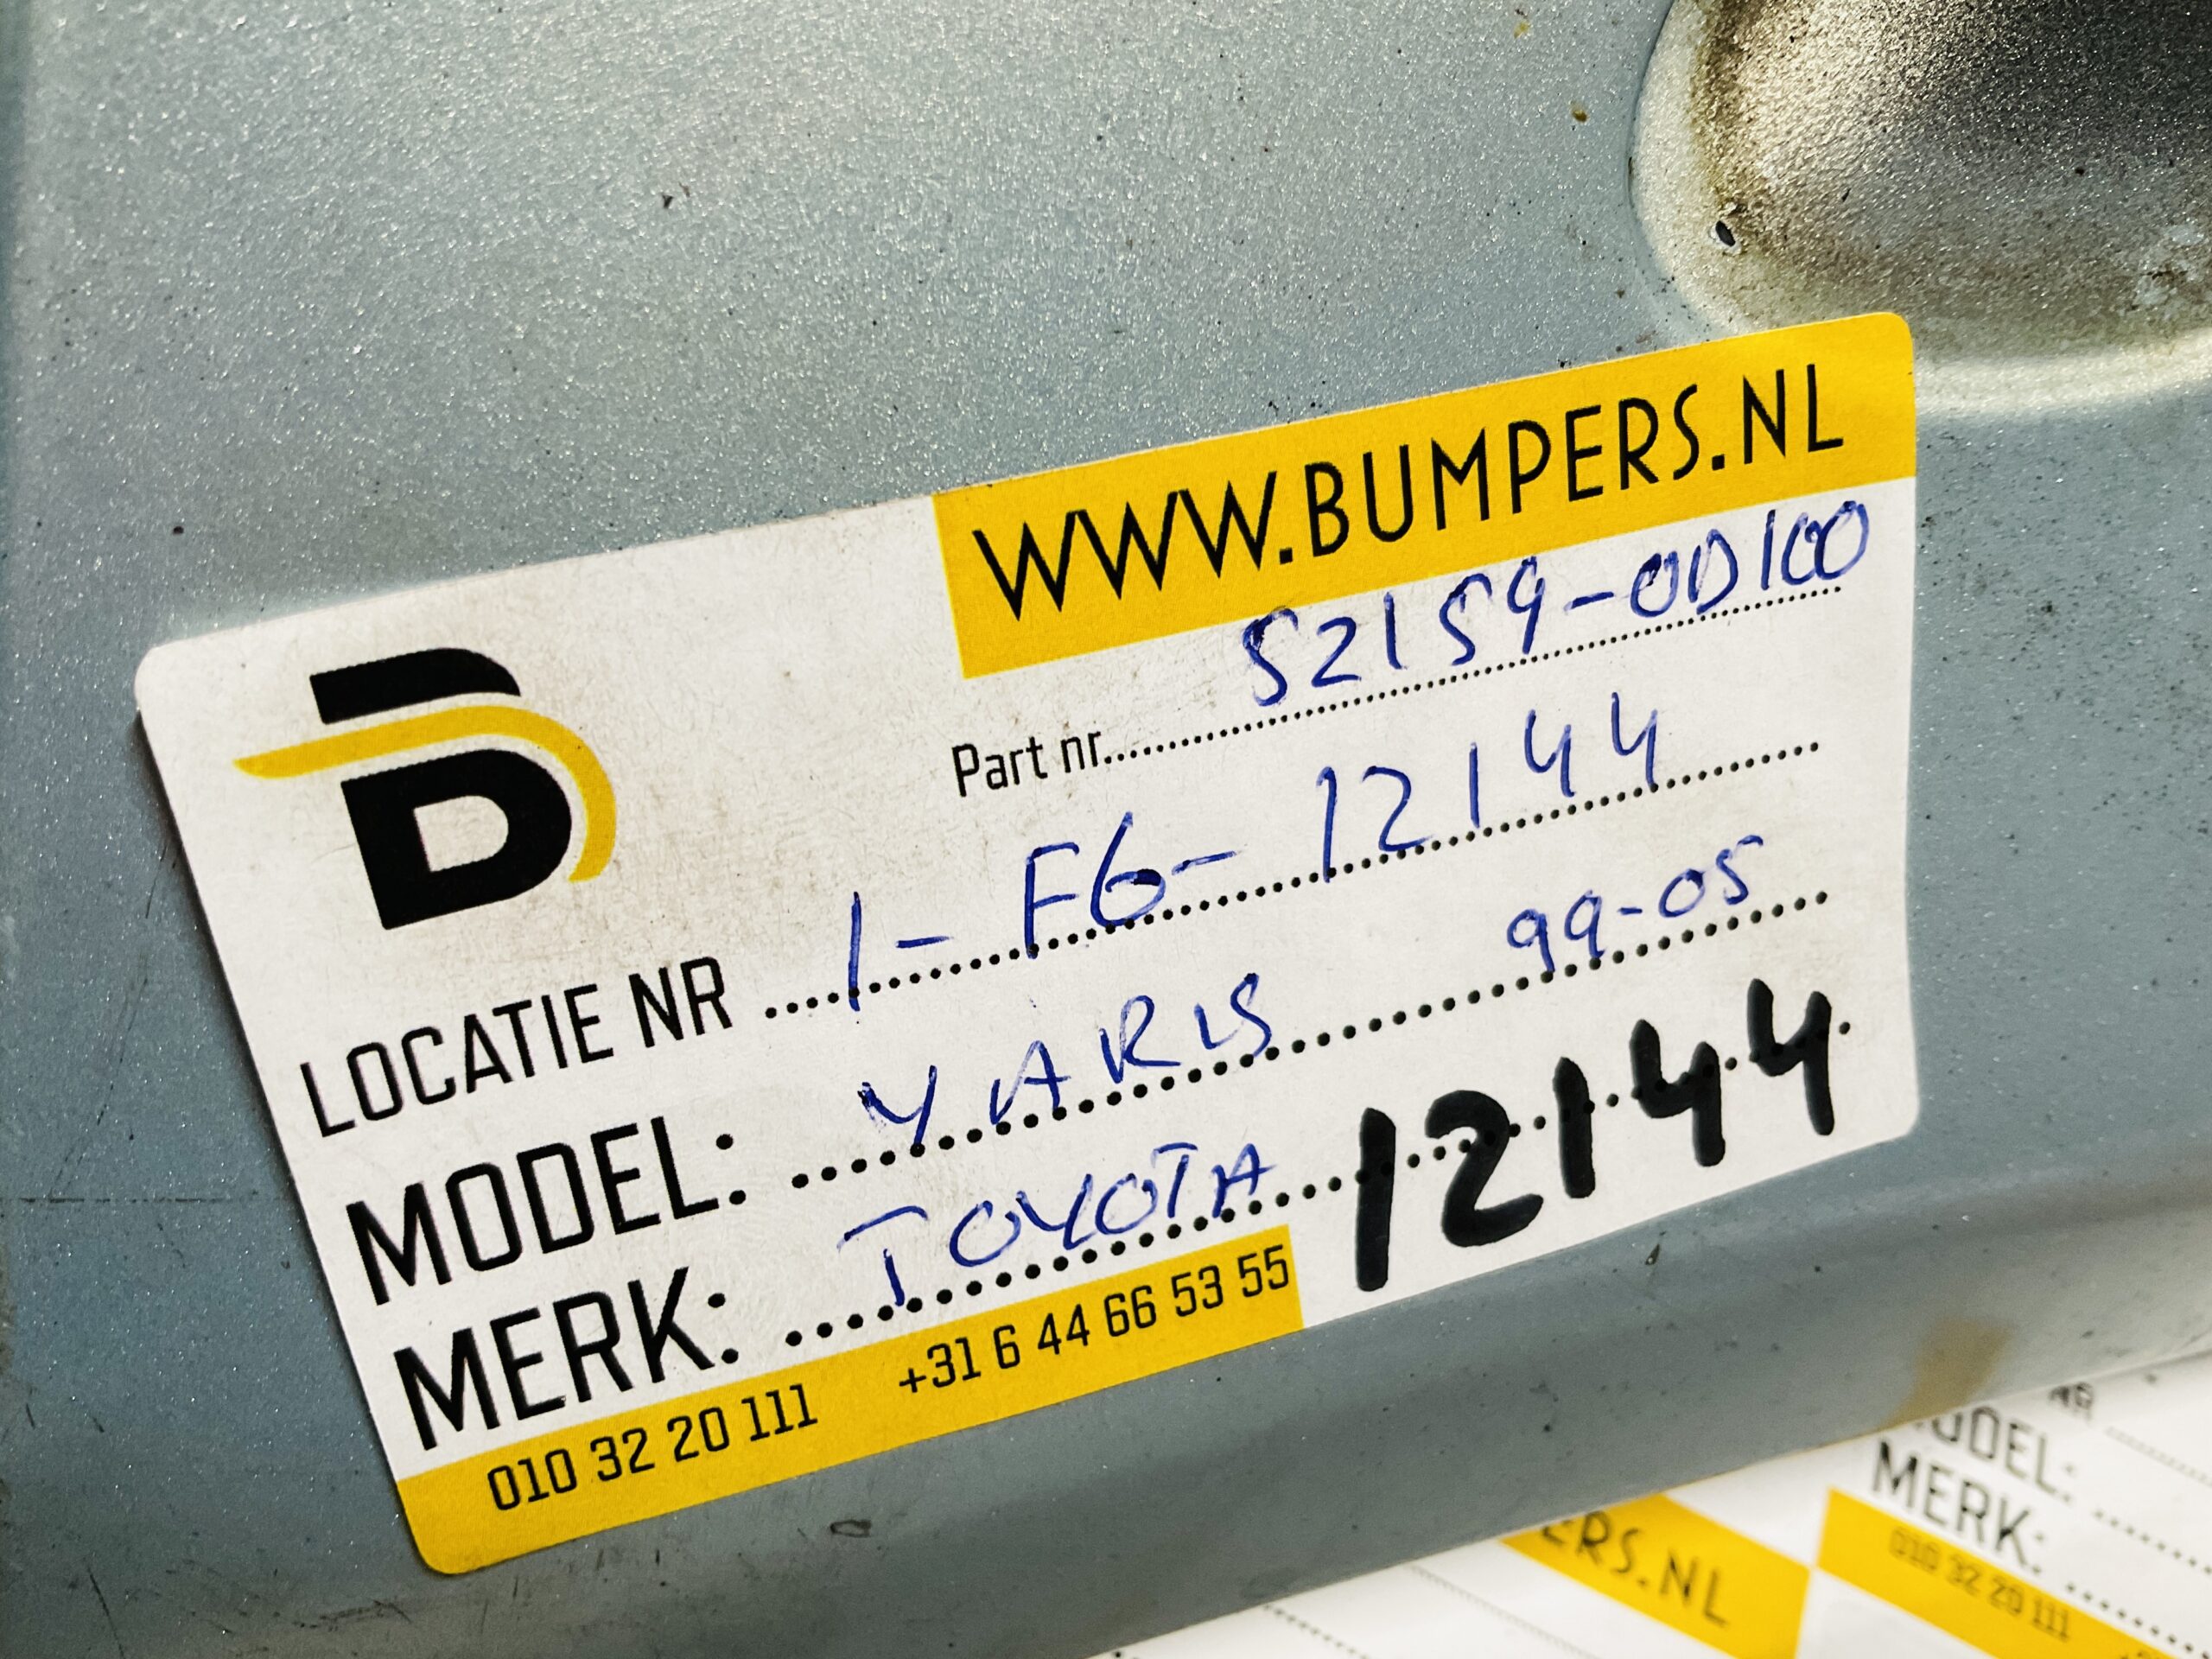 WWW.BUMPERS.NL
B
Part nr. 52159-0D100
LOCATIE NR 1-F6-12144
MODEL: YARIS 99-05
MERK: TOYOTA 12144
010 32 20 111 +31 6 44 66 53 55
NR
MODEL:
MERK:
ERS.NL
010 32 20 111